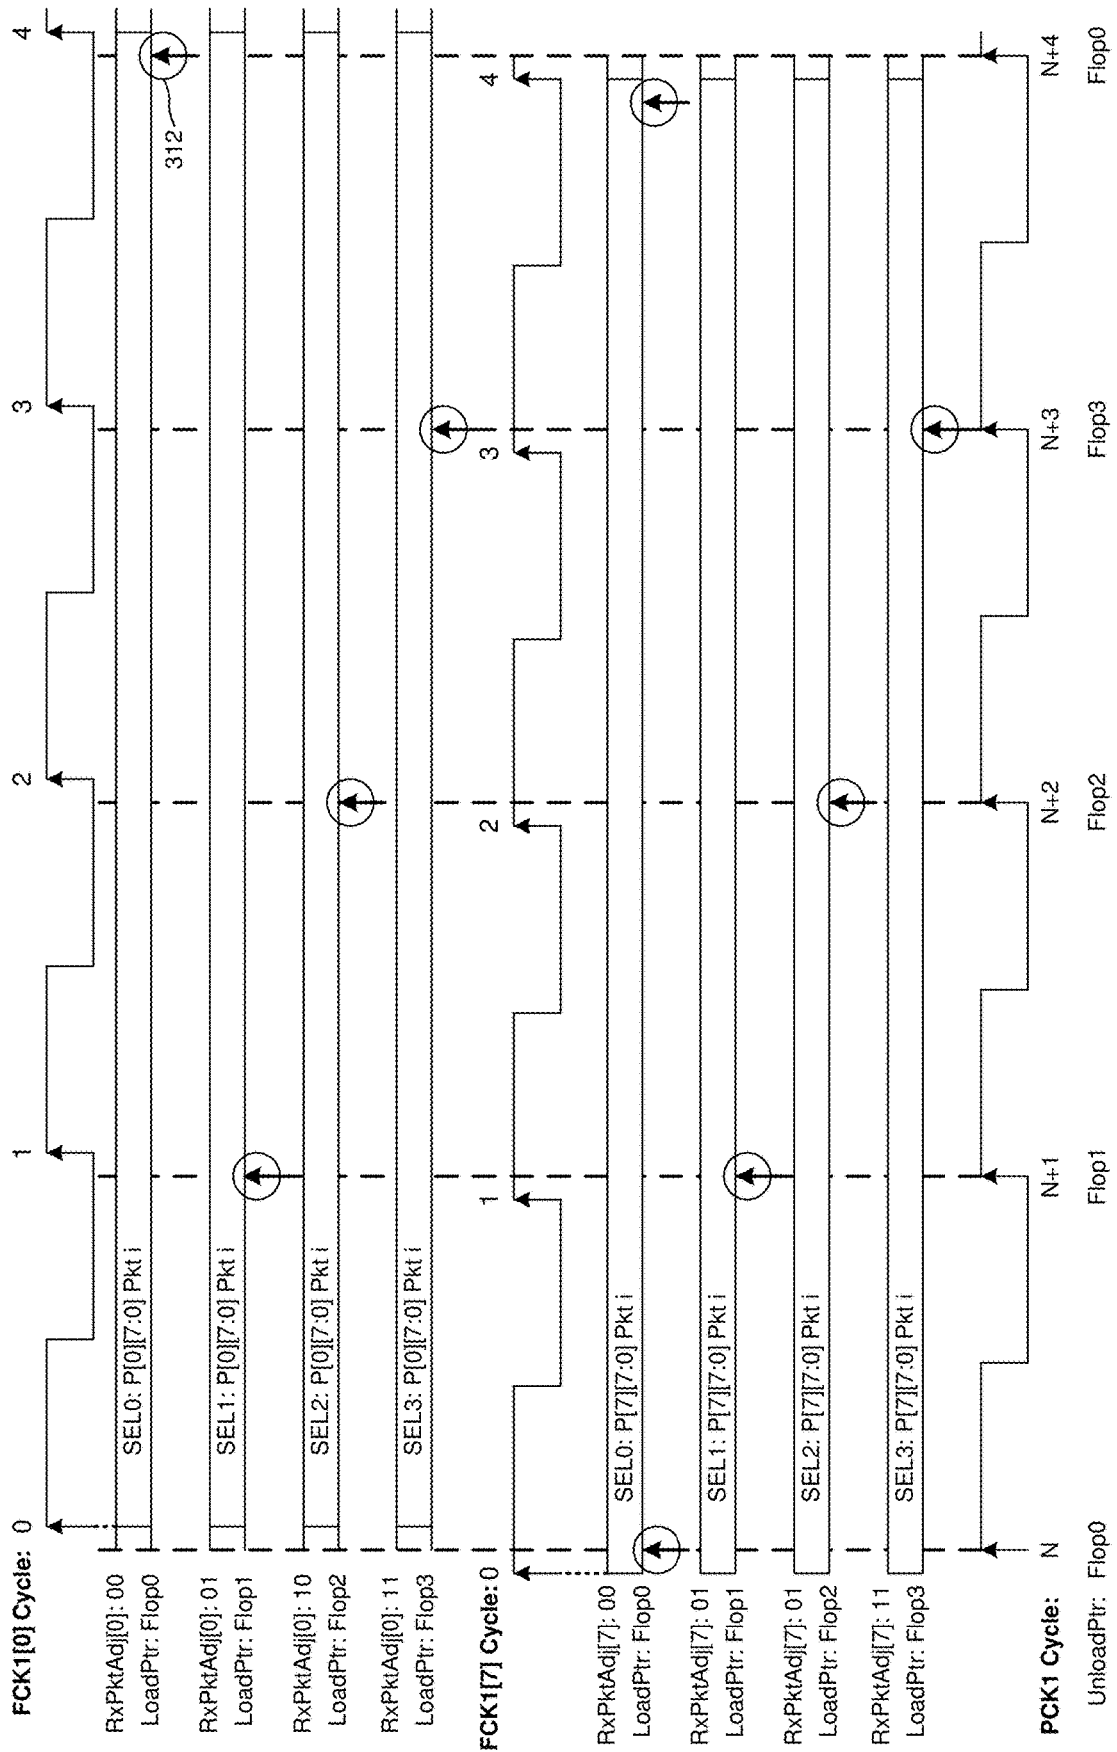 FCK1[0] Cycle: 0 1 2 3 4
RxPktAdj[0]: 00
LoadPtr: Flop0
SEL0: P[0][7:0] Pkt i
312
RxPktAdj[0]: 01
LoadPtr: Flop1
SEL1: P[0][7:0] Pkt i
RxPktAdj[0]: 10
LoadPtr: Flop2
SEL2: P[0][7:0] Pkt i
RxPktAdj[0]: 11
LoadPtr: Flop3
SEL3: P[0][7:0] Pkt i
FCK1[7] Cycle: 0 1 2 3 4
RxPktAdj[7]: 00
LoadPtr: Flop0
SEL0: P[7][7:0] Pkt i
RxPktAdj[7]: 01
LoadPtr: Flop1
SEL1: P[7][7:0] Pkt i
RxPktAdj[7]: 01
LoadPtr: Flop2
SEL2: P[7][7:0] Pkt i
RxPktAdj[7]: 11
LoadPtr: Flop3
SEL3: P[7][7:0] Pkt i
PCK1 Cycle: N N+1 N+2 N+3 N+4
UnloadPtr: Flop0 Flop1 Flop2 Flop3 Flop0